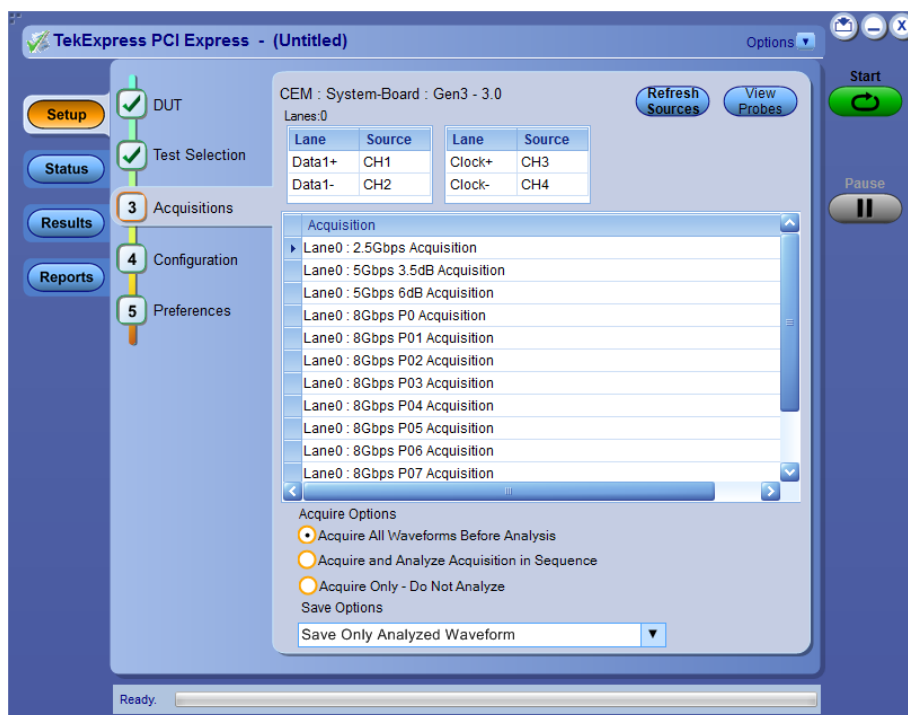 TekExpress PCI Express - (Untitled)
Options
X
Start
Pause
Setup
Status
Results
Reports
DUT
Test Selection
3 Acquisitions
4 Configuration
5 Preferences
CEM : System-Board : Gen3 - 3.0
Refresh Sources
View Probes
Lanes:0
Lane Source
Data1+ CH1
Data1- CH2
Lane Source
Clock+ CH3
Clock- CH4
Acquisition
Lane0 : 2.5Gbps Acquisition
Lane0 : 5Gbps 3.5dB Acquisition
Lane0 : 5Gbps 6dB Acquisition
Lane0 : 8Gbps P0 Acquisition
Lane0 : 8Gbps P01 Acquisition
Lane0 : 8Gbps P02 Acquisition
Lane0 : 8Gbps P03 Acquisition
Lane0 : 8Gbps P04 Acquisition
Lane0 : 8Gbps P05 Acquisition
Lane0 : 8Gbps P06 Acquisition
Lane0 : 8Gbps P07 Acquisition
Acquire Options
Acquire All Waveforms Before Analysis
Acquire and Analyze Acquisition in Sequence
Acquire Only - Do Not Analyze
Save Options
Save Only Analyzed Waveform
Ready.